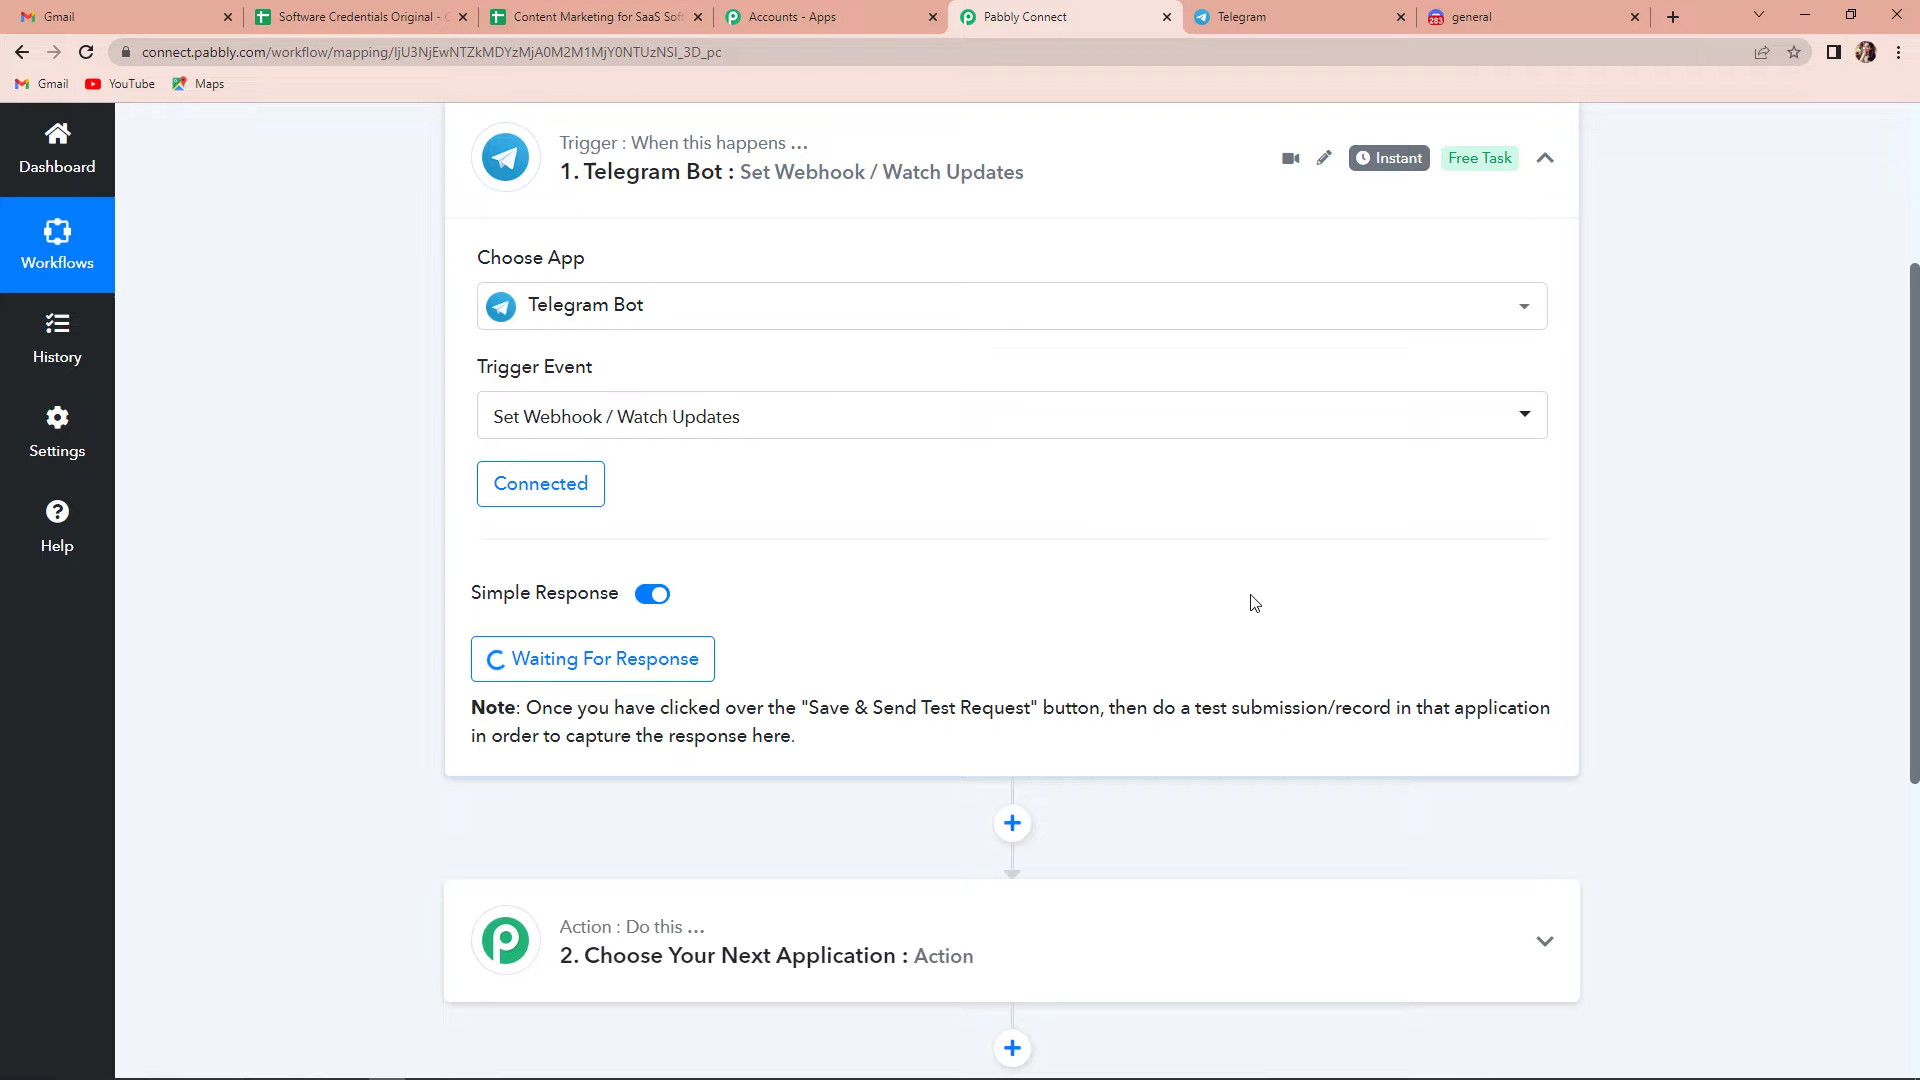 Gmail
Software Credentials Original - C
Content Marketing for SaaS Soft
Accounts - Apps
Pabbly Connect
Telegram
283
general
connect.pabbly.com/workflow/mapping/IjU3NjEwNTZkMDYzMjA0M2M1MjY0NTUzNSI_3D_pc
Gmail
YouTube
Maps
Dashboard
Workflows
History
Settings
Help
Trigger : When this happens ...
1. Telegram Bot : Set Webhook / Watch Updates
Instant
Free Task
Choose App
Telegram Bot
Trigger Event
Set Webhook / Watch Updates
Connected
Simple Response
Waiting For Response
Note: Once you have clicked over the "Save & Send Test Request" button, then do a test submission/record in that application
in order to capture the response here.
Action : Do this ...
2. Choose Your Next Application : Action